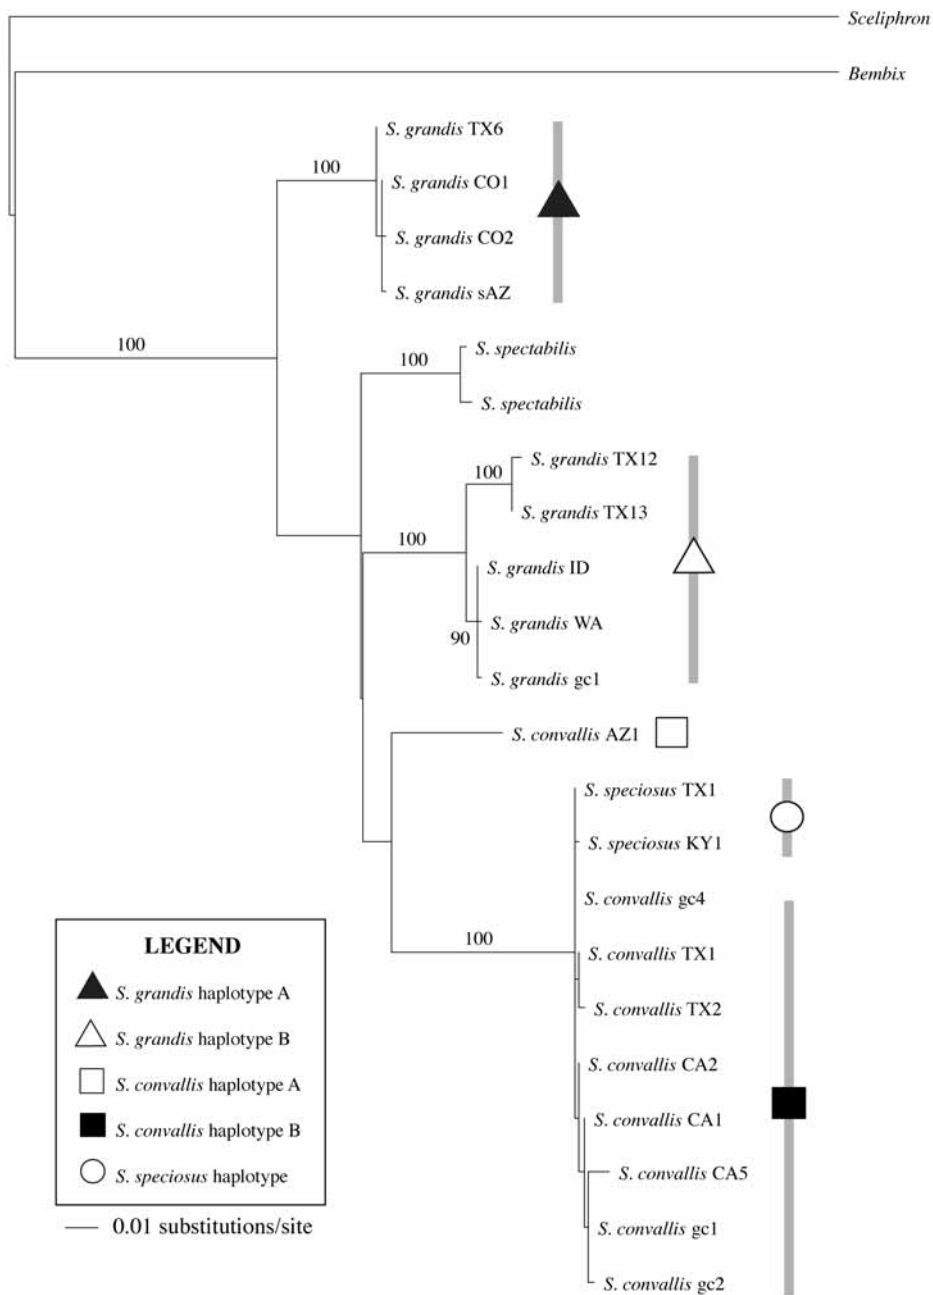 Sceliphron
Bembix
S. grandis TX6
100
S. grandis CO1
S. grandis CO2
S. grandis sAZ
100
S. spectabilis
100
S. spectabilis
S. grandis TX12
100
S. grandis TX13
100
S. grandis ID
S. grandis WA
90
S. grandis gc1
S. convallis AZ1
S. speciosus TX1
S. speciosus KY1
S. convallis gc4
100
S. convallis TX1
S. convallis TX2
S. convallis CA2
S. convallis CA1
S. convallis CA5
S. convallis gc1
S. convallis gc2
LEGEND
S. grandis haplotype A
S. grandis haplotype B
S. convallis haplotype A
S. convallis haplotype B
S. speciosus haplotype
0.01 substitutions/site